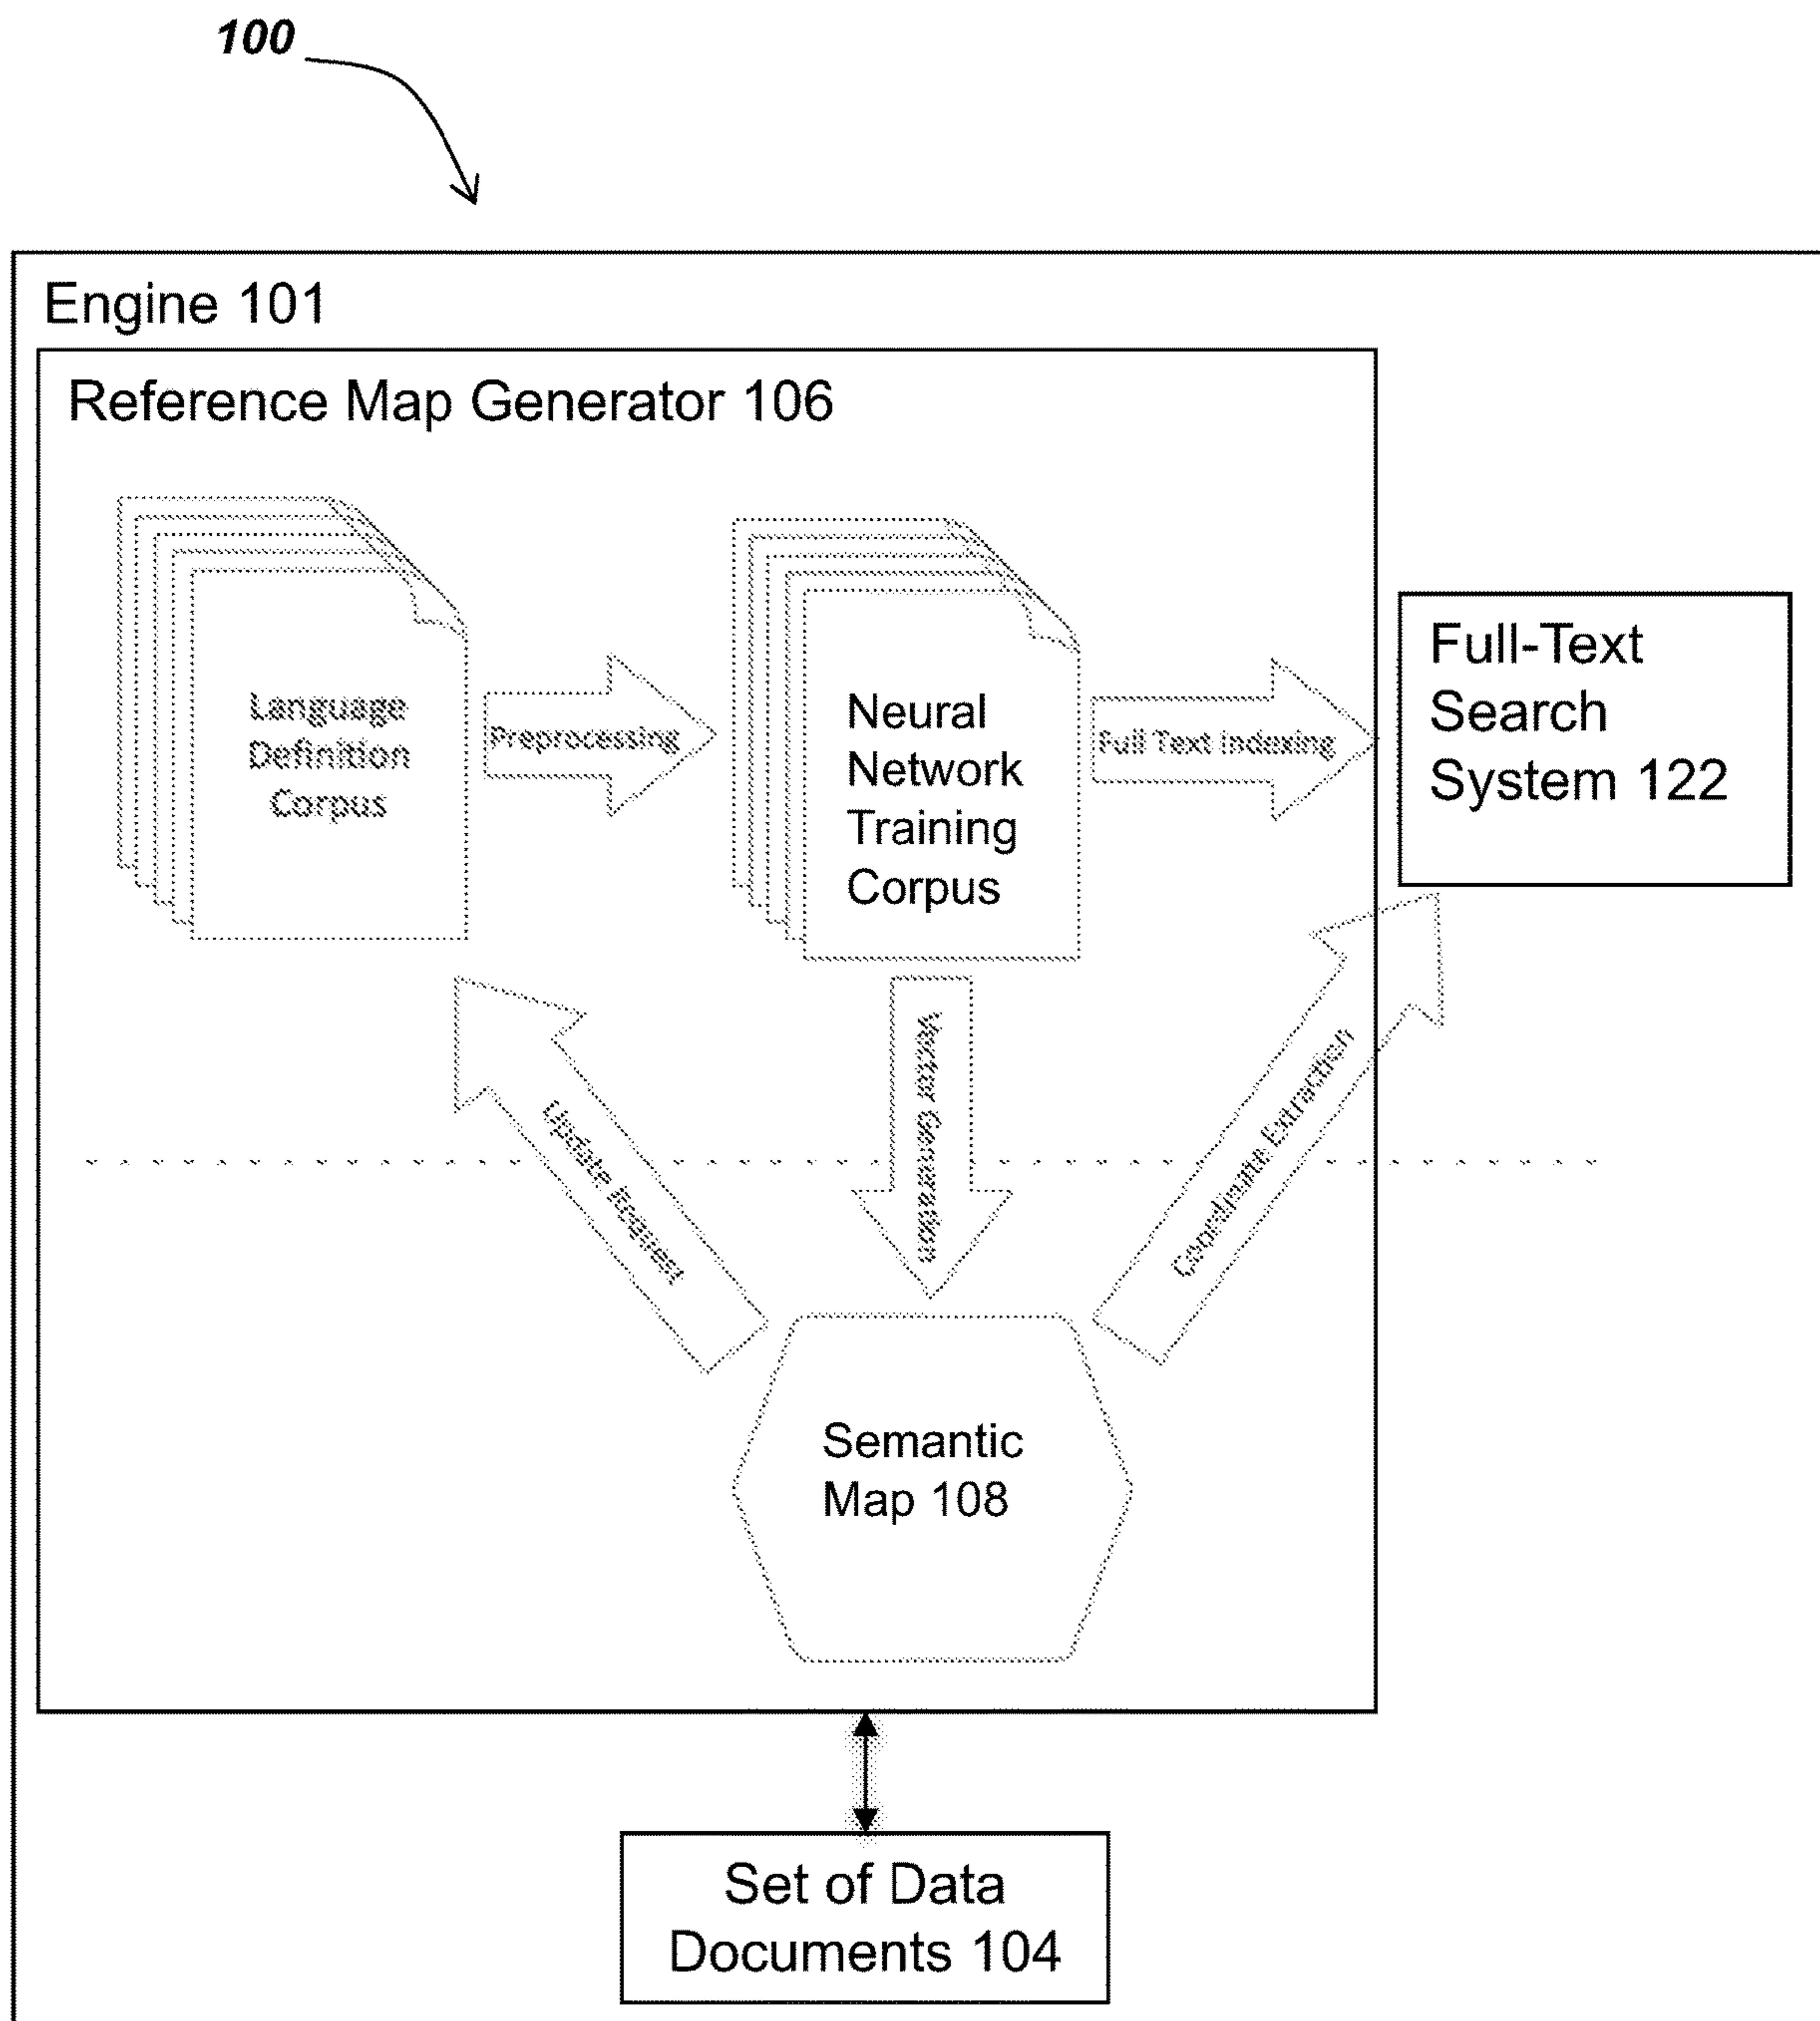 100
Engine 101
Reference Map Generator 106
Language
Definition
Corpus
Preprocessing
Neural
Network
Training
Corpus
Full Text Indexing
Full-Text
Search
System 122
Update Request
Vector Generation
Coordinate Extraction
Semantic
Map 108
Set of Data
Documents 104